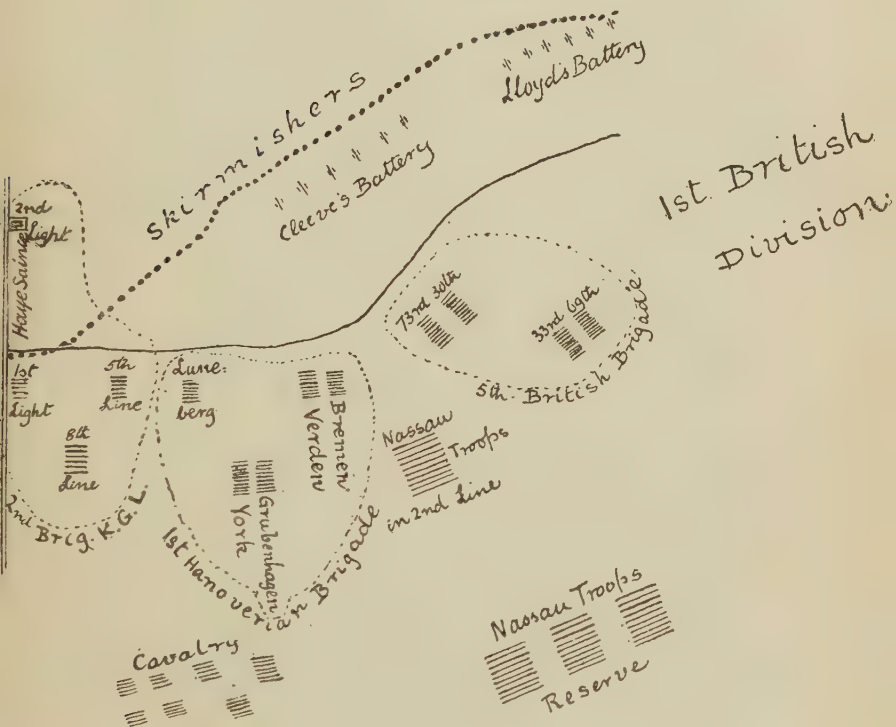 Skirmishers
Lloyd's Battery
Cleeve's Battery
1st. British
Division.
2nd
Light
Haye Sainte
73rd 30th
33rd 69th
5th British Brigade
1st
Light
5th
Line
8th
Line
2nd Brig. K.G.L.
Lune:
berg
Verden
Bremen
York
Grubenhagen
1st Hanoverian Brigade
Nassau
Troops
in 2nd Line
Cavalry
Nassau Troops
Reserve